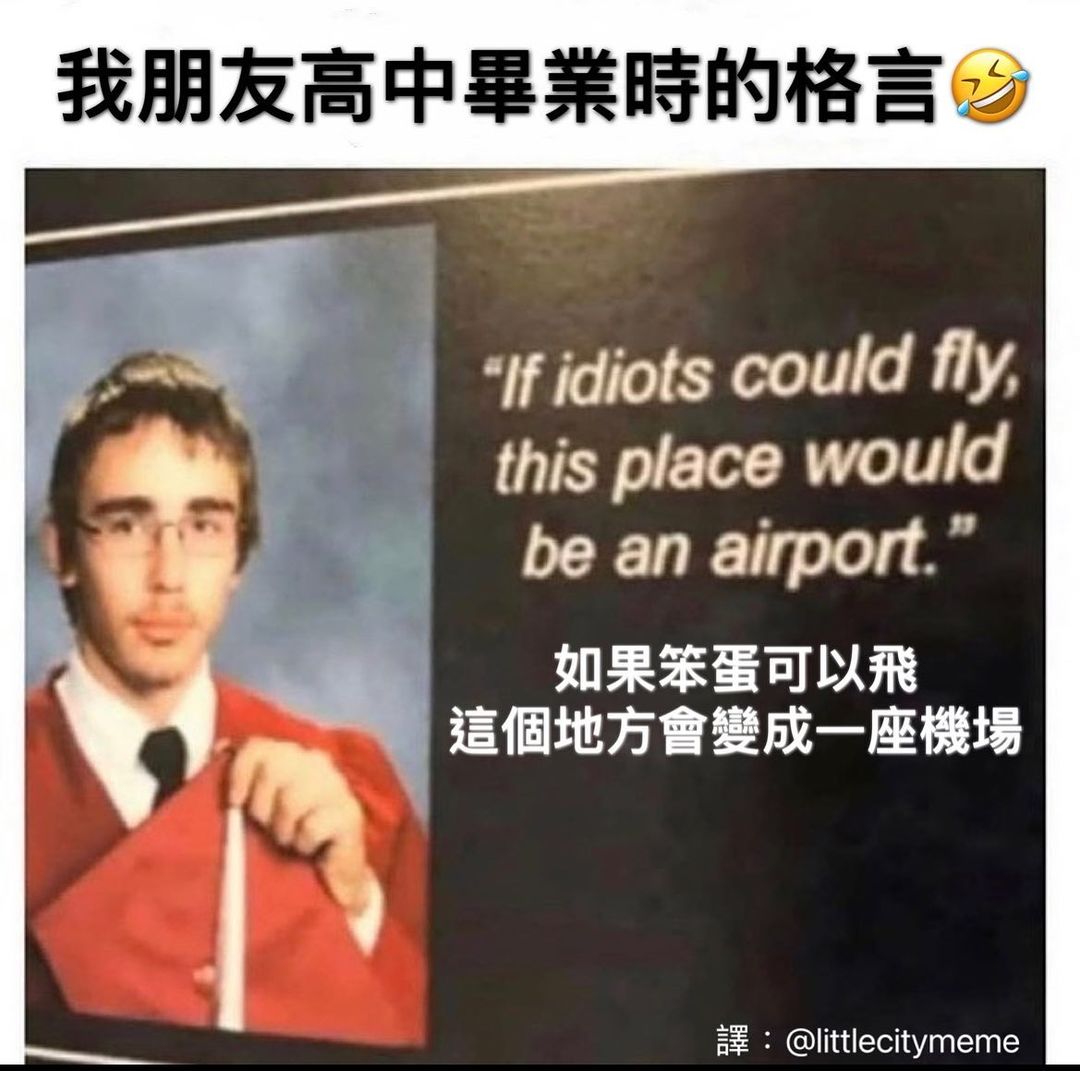 我朋友高中畢業時的格言🤣
“If idiots could fly,
this place would
be an airport.”
如果笨蛋可以飛
這個地方會變成一座機場
譯：@littlecitymeme